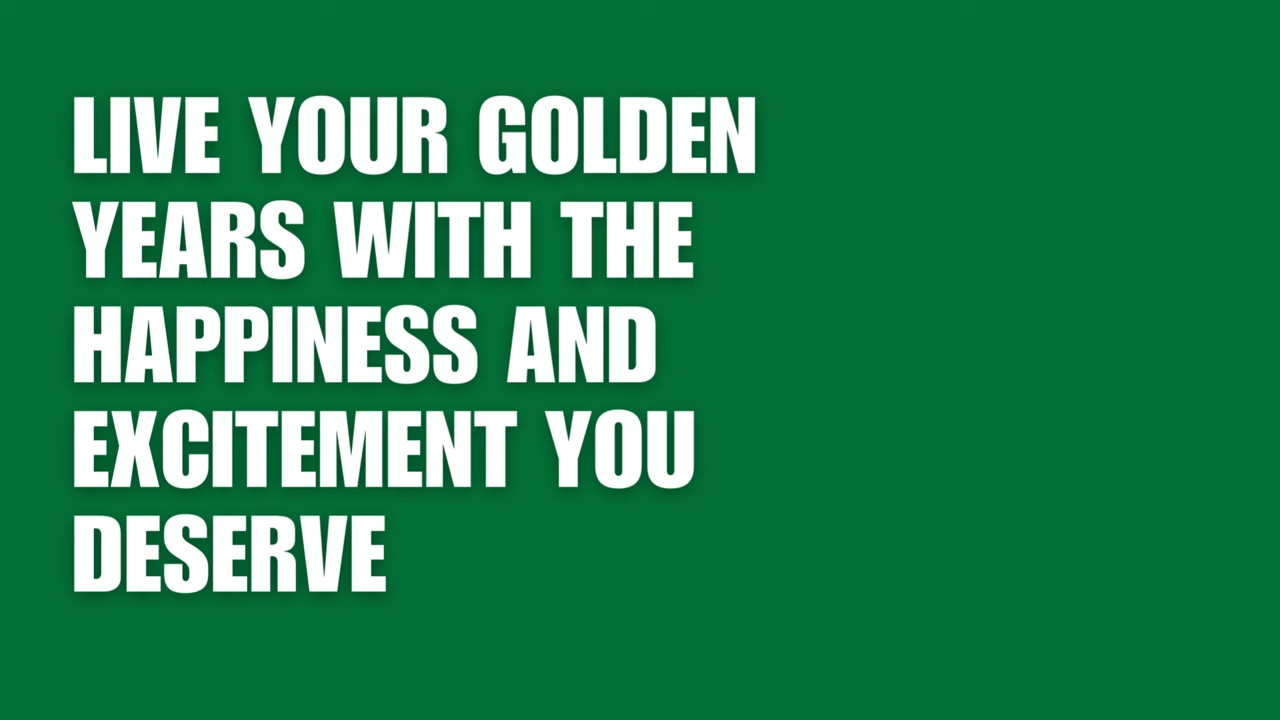 LIVE YOUR GOLDEN
YEARS WITH THE
HAPPINESS AND
EXCITEMENT YOU
DESERVE